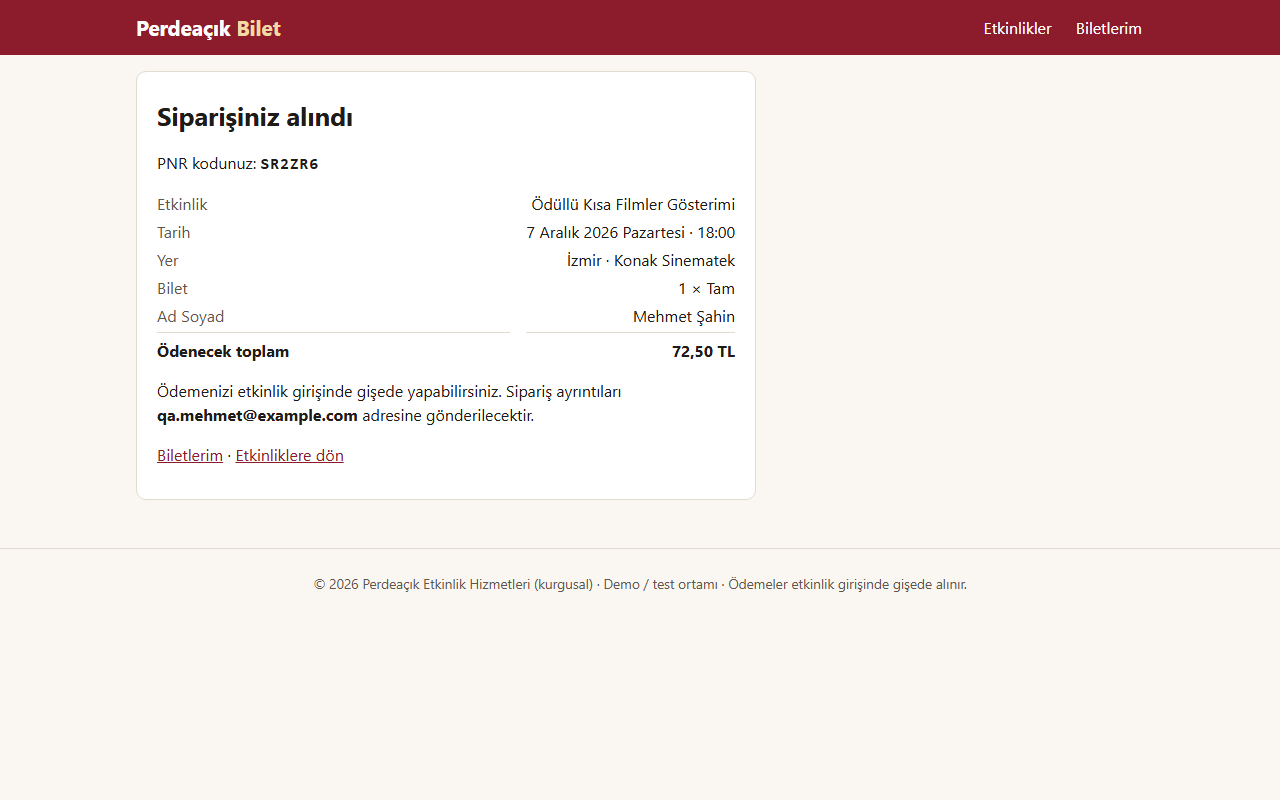 Perdeaçık Bilet
Etkinlikler
Biletlerim
Siparişiniz alındı
PNR kodunuz: SR2ZR6
Etkinlik
Ödüllü Kısa Filmler Gösterimi
Tarih
7 Aralık 2026 Pazartesi · 18:00
Yer
İzmir · Konak Sinematek
Bilet
1 × Tam
Ad Soyad
Mehmet Şahin
Ödenecek toplam
72,50 TL
Ödemenizi etkinlik girişinde gişede yapabilirsiniz. Sipariş ayrıntıları
qa.mehmet@example.com adresine gönderilecektir.
Biletlerim · Etkinliklere dön
© 2026 Perdeaçık Etkinlik Hizmetleri (kurgusal) · Demo / test ortamı · Ödemeler etkinlik girişinde gişede alınır.